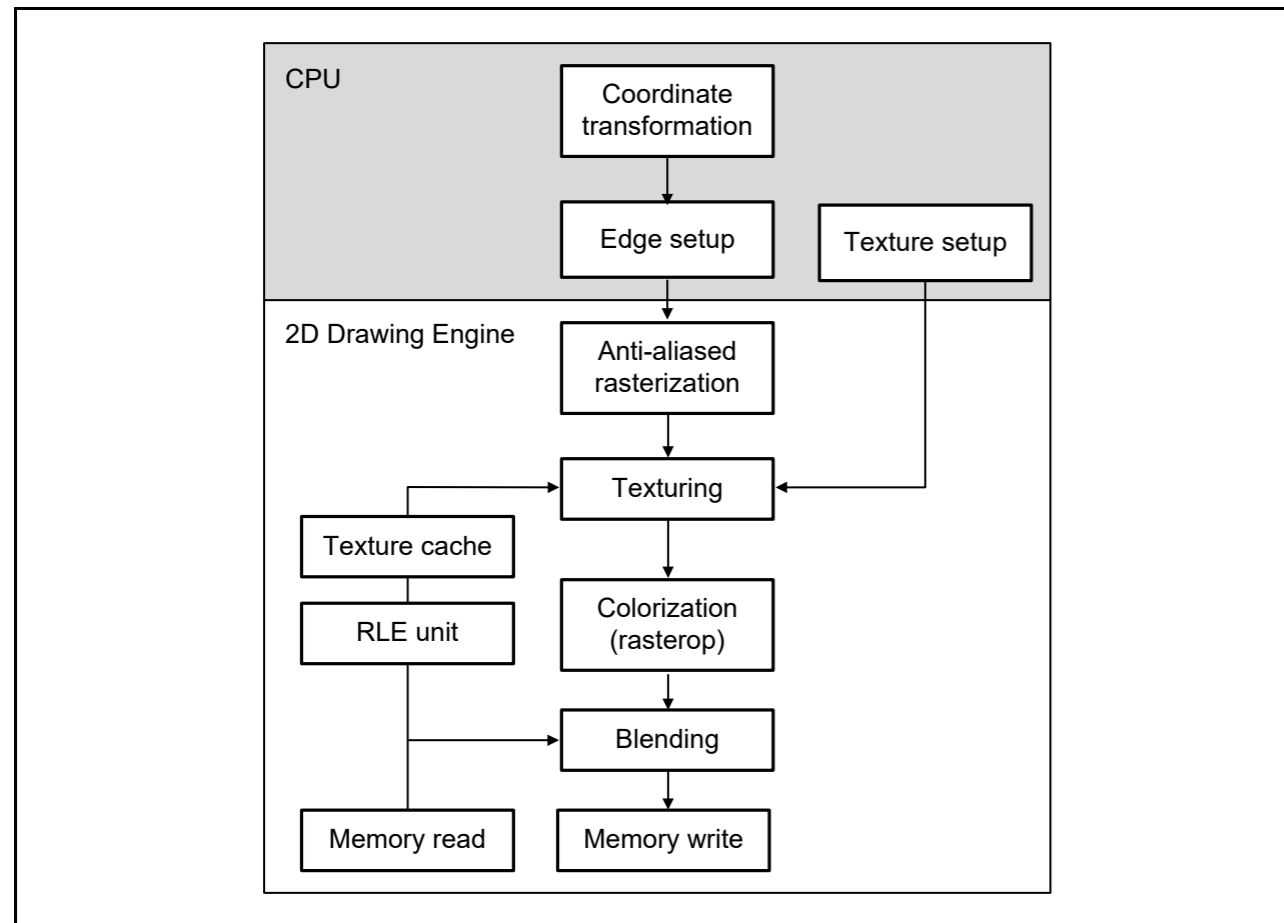 CPU
Coordinate
transformation
Edge setup
Texture setup
2D Drawing Engine
Anti-aliased
rasterization
Texturing
Texture cache
RLE unit
Colorization
(rasterop)
Blending
Memory read
Memory write